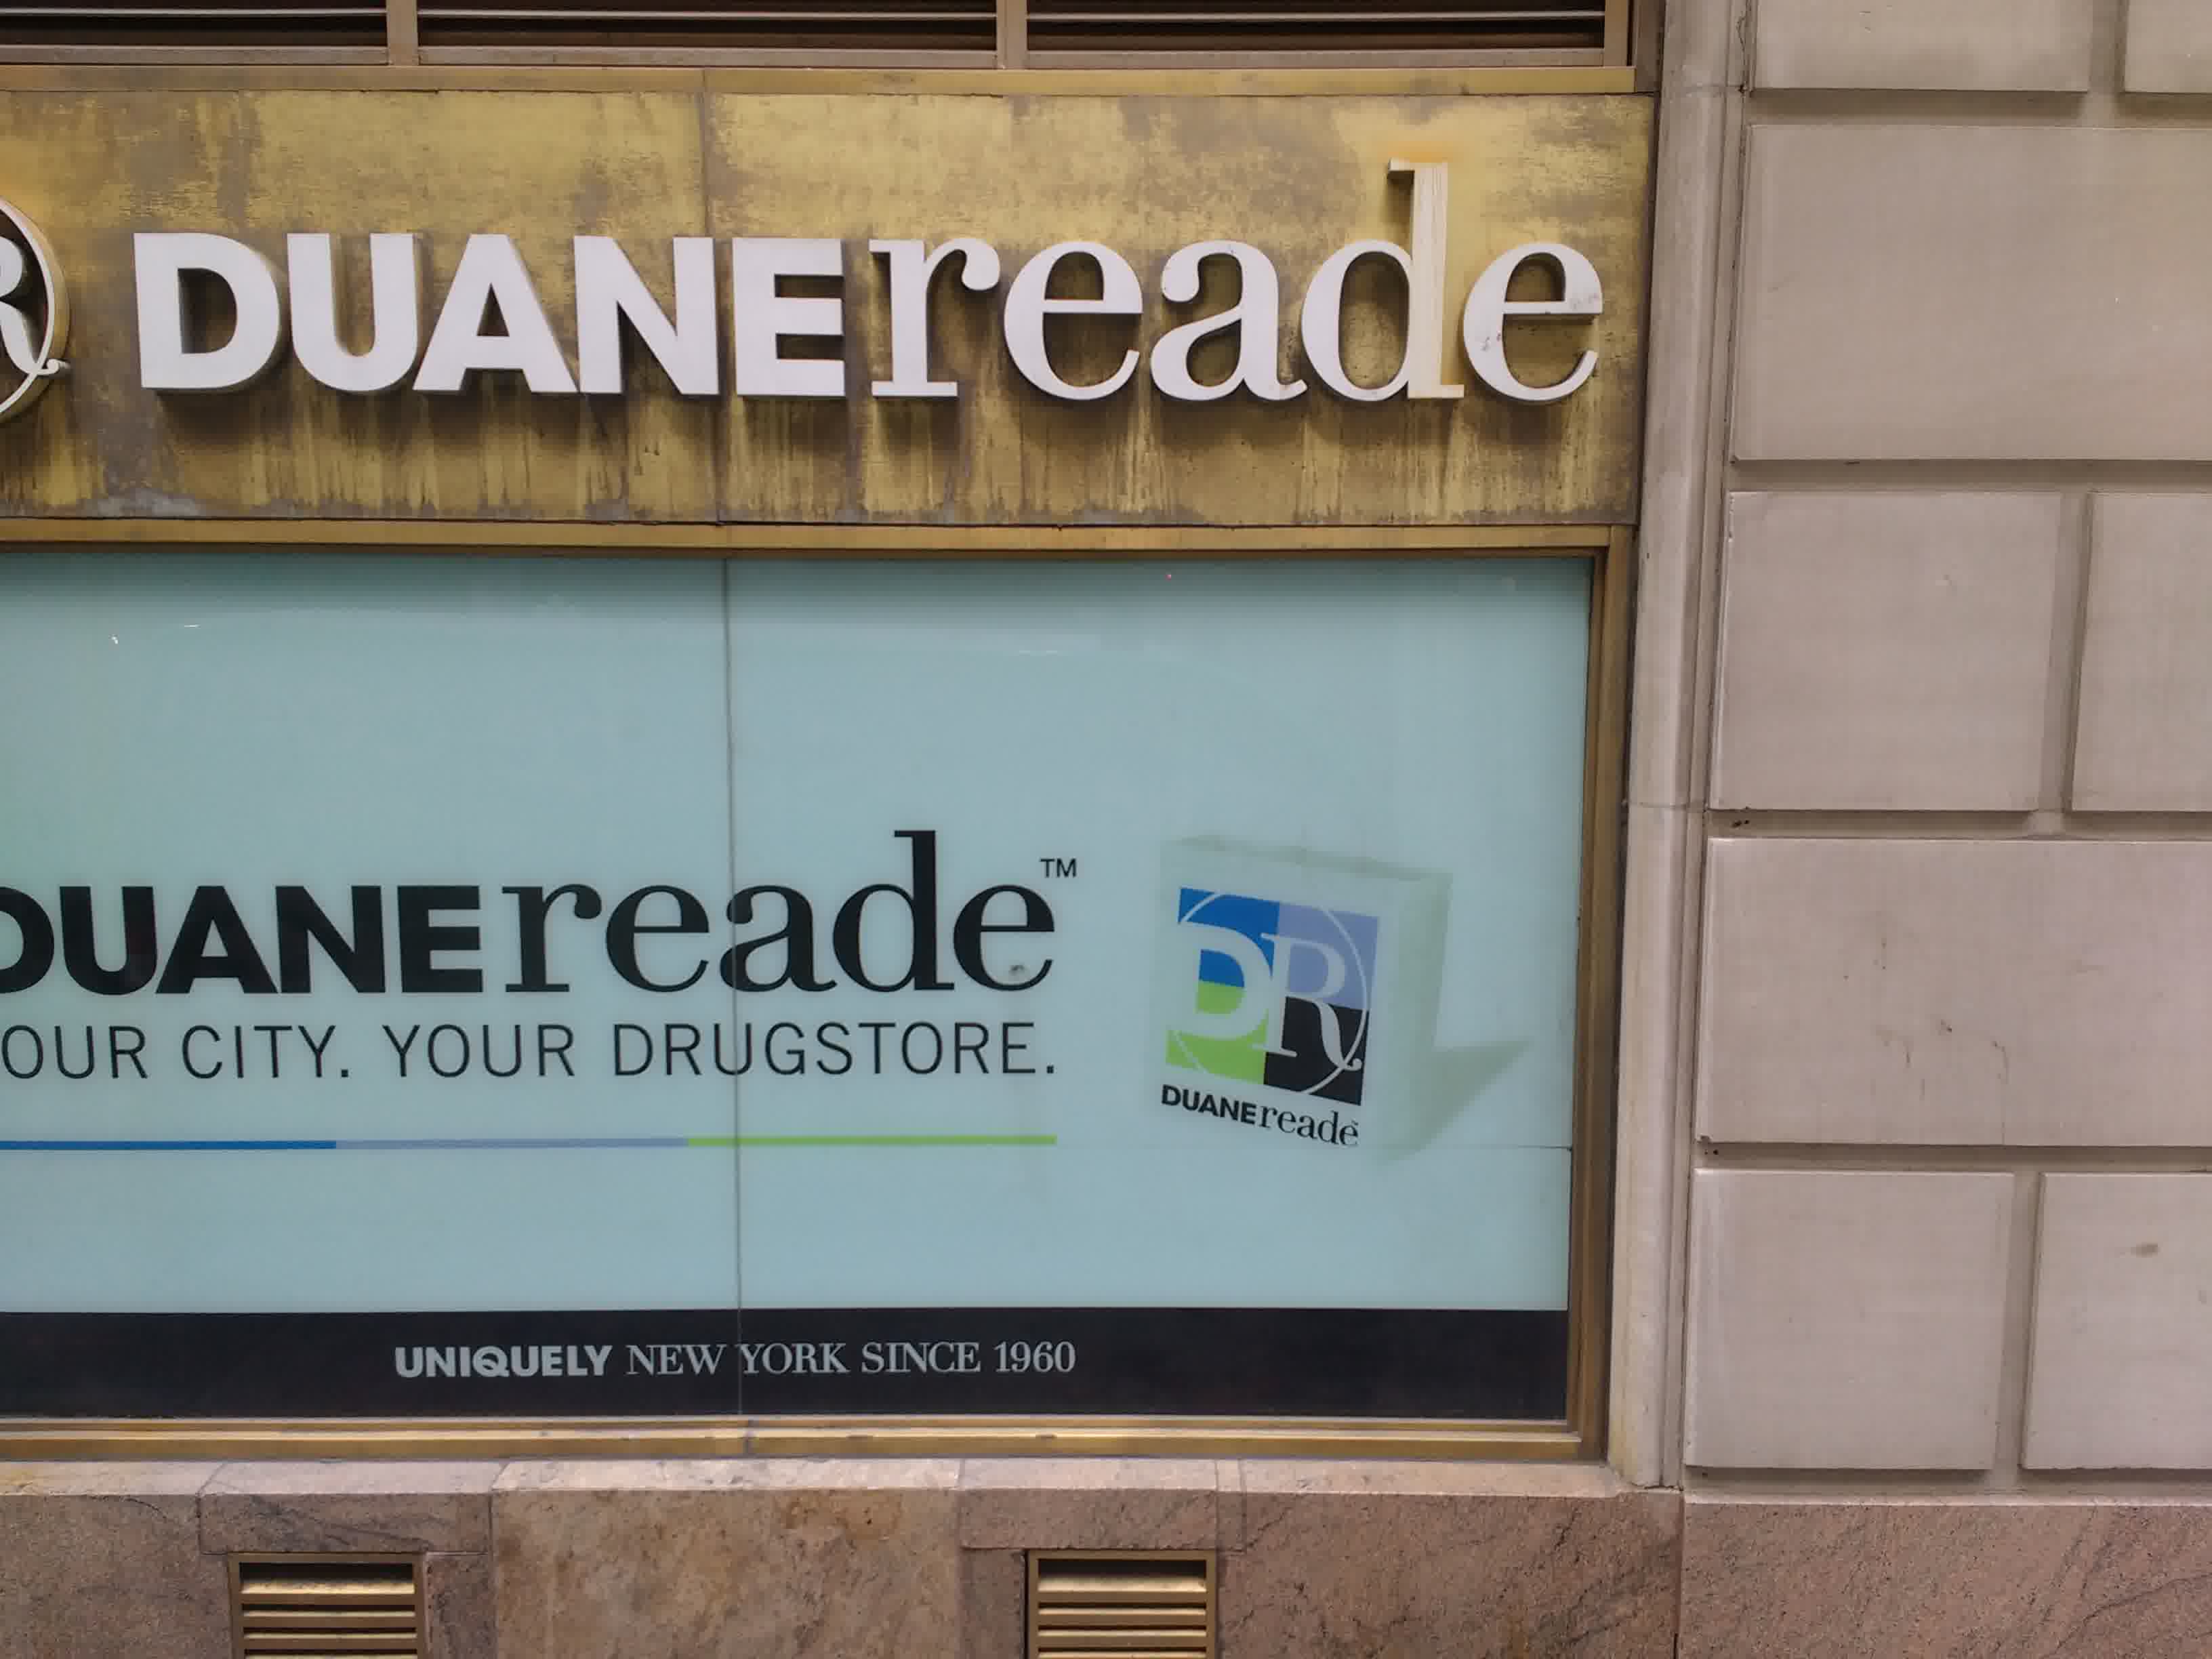 R DUANEreade
DUANEreade™
OUR CITY. YOUR DRUGSTORE.
DR
DUANEreade
UNIQUELY NEW YORK SINCE 1960